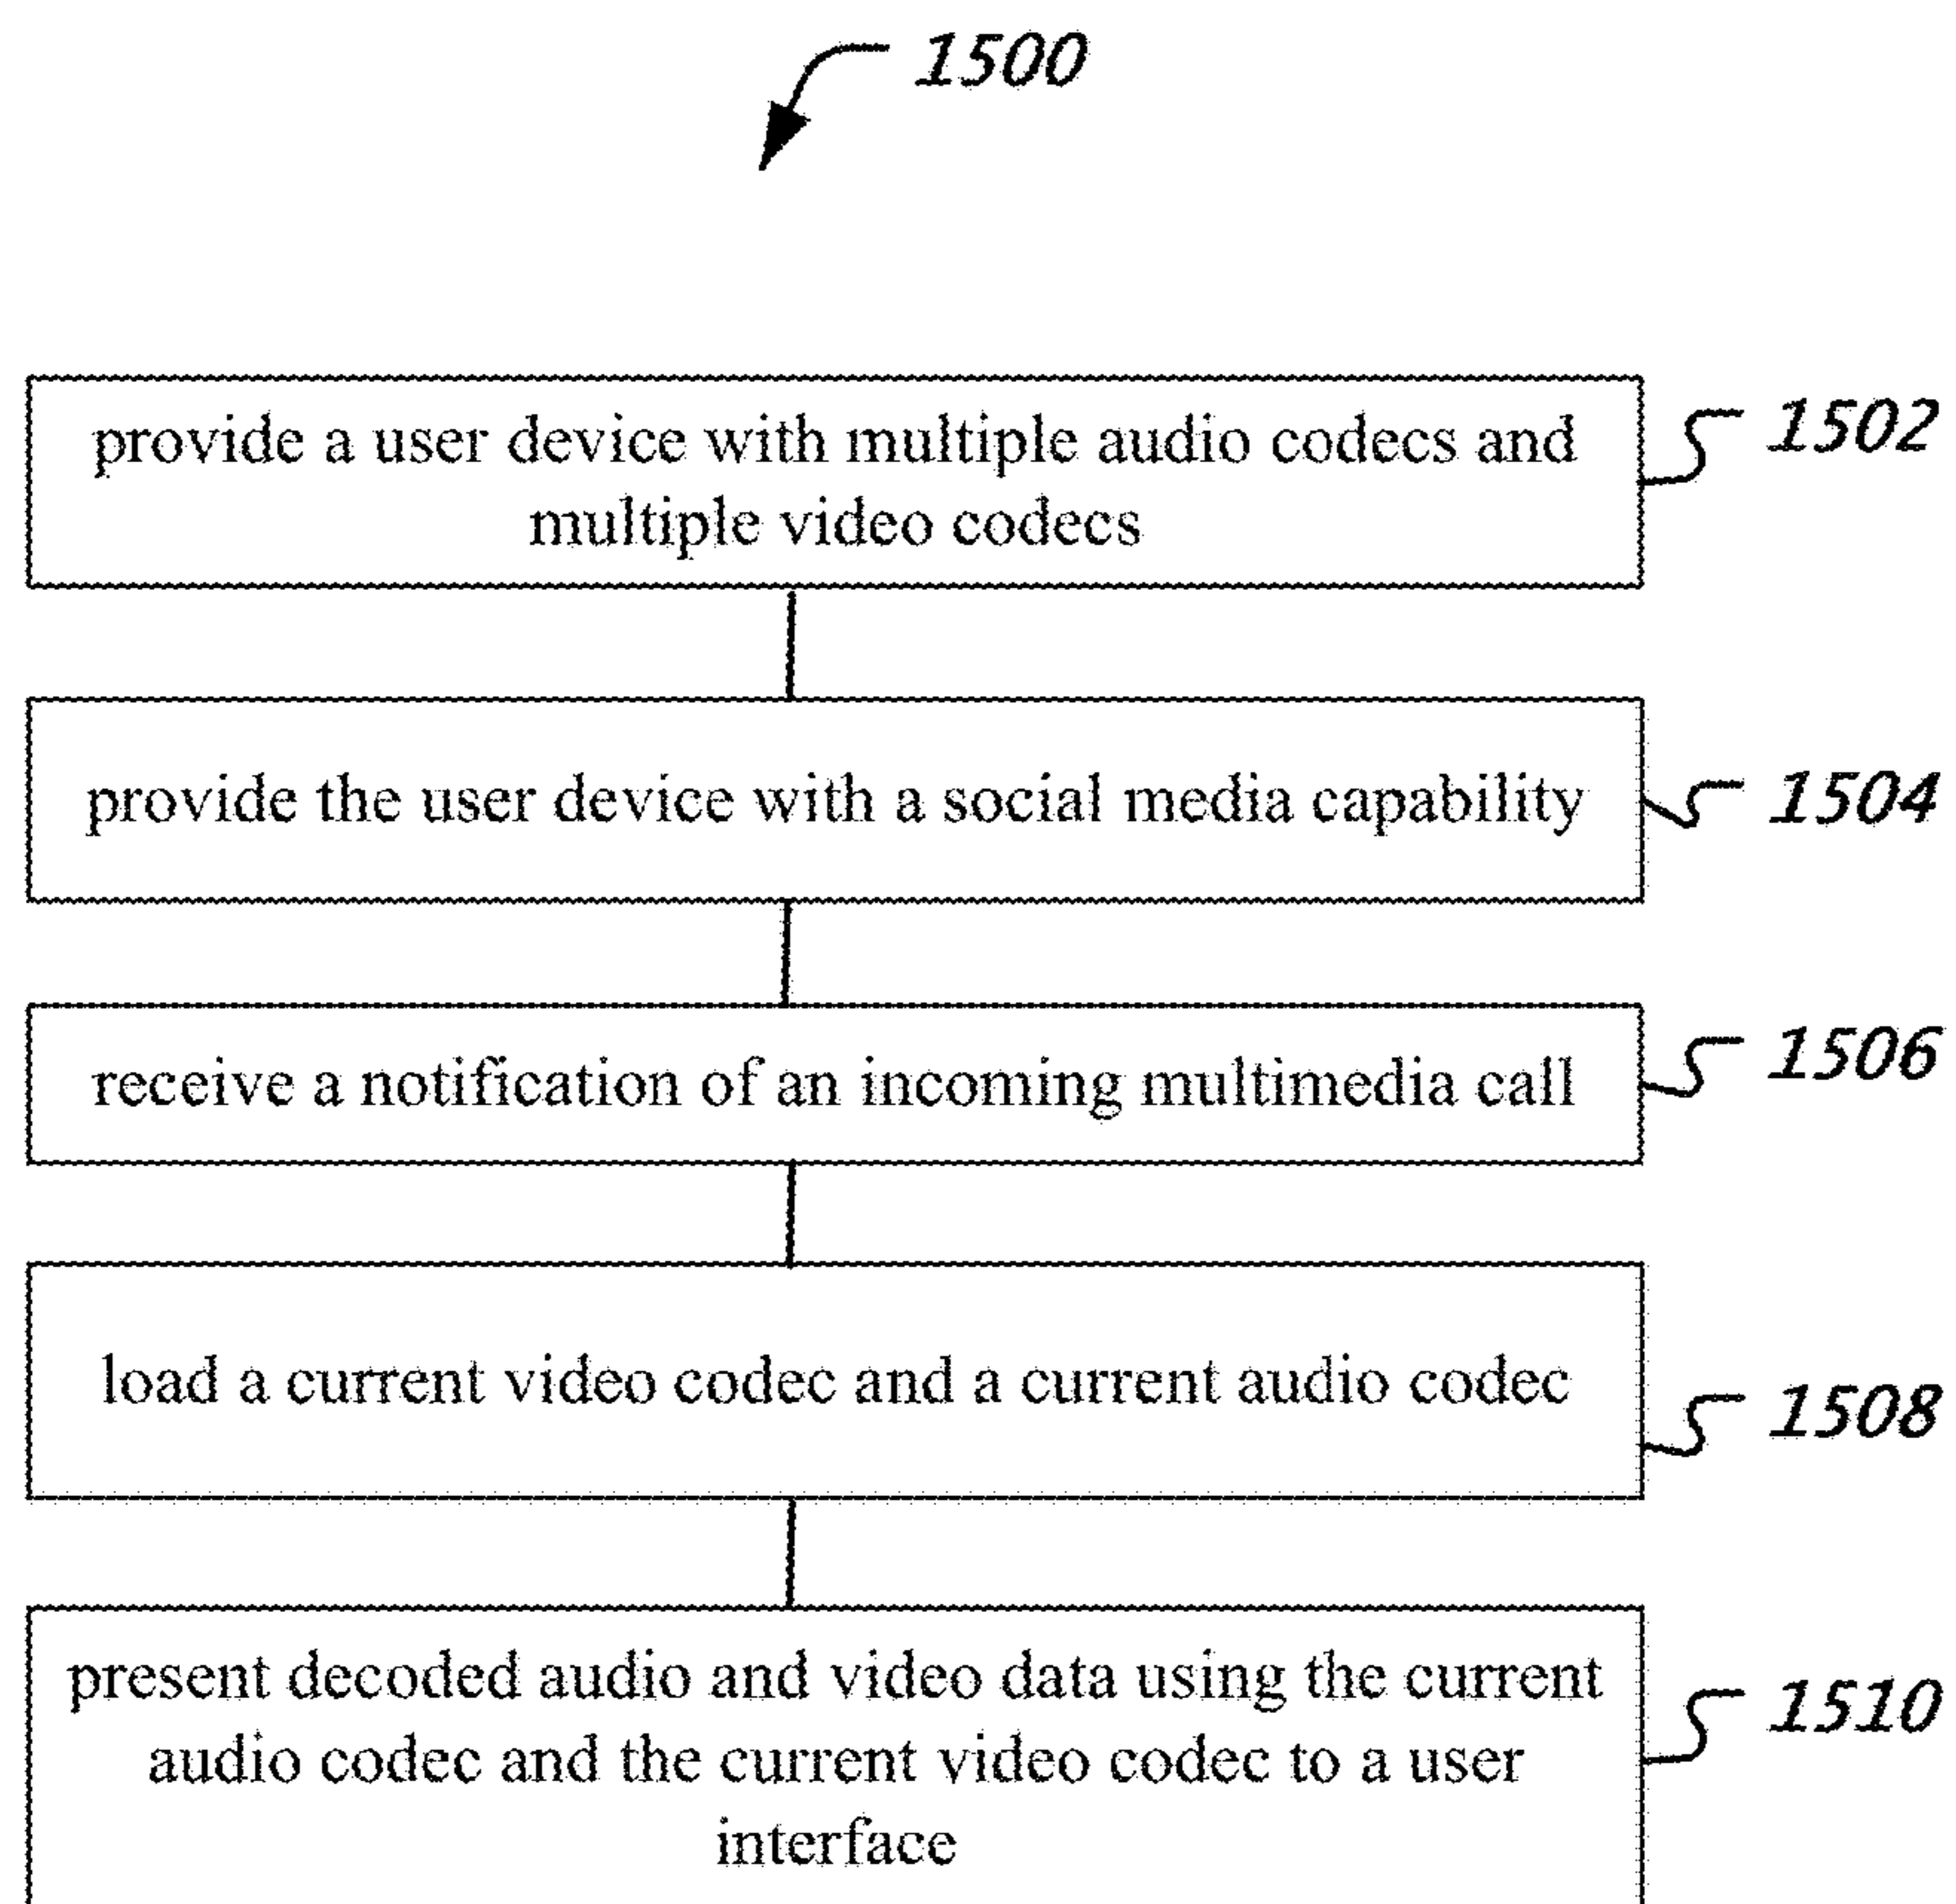 1500
provide a user device with multiple audio codecs and
multiple video codecs
1502
provide the user device with a social media capability
1504
receive a notification of an incoming multimedia call
1506
load a current video codec and a current audio codec
1508
present decoded audio and video data using the current
audio codec and the current video codec to a user
interface
1510